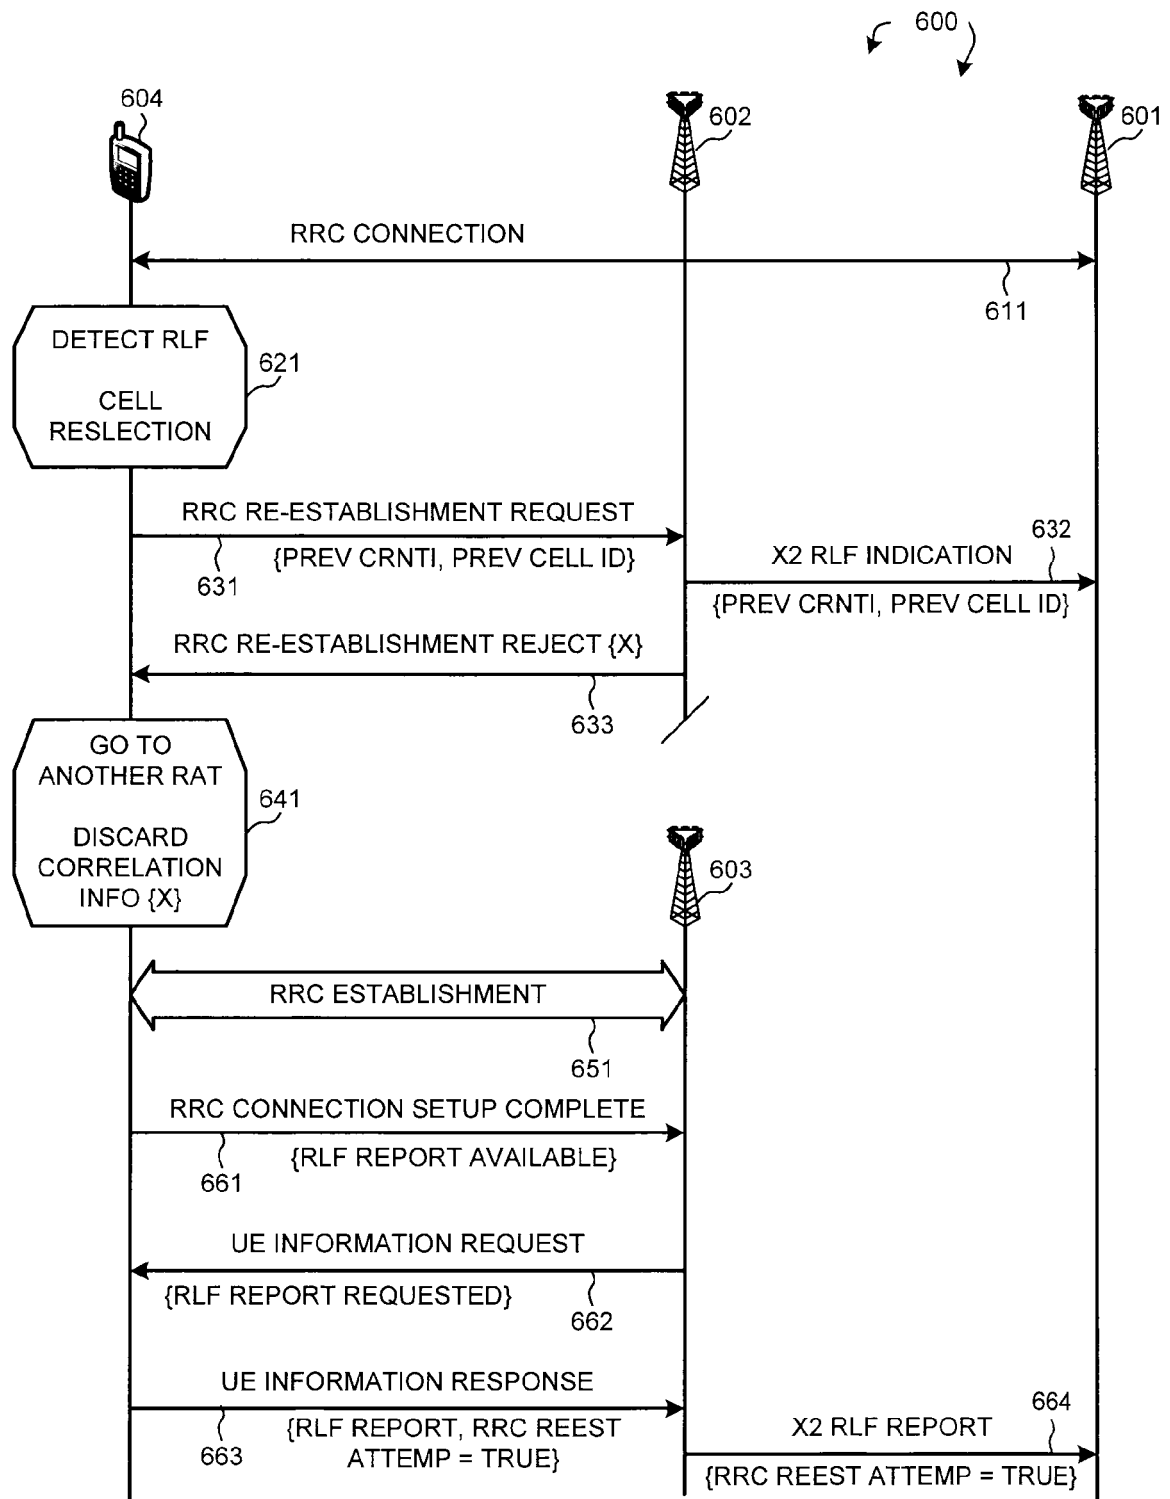 600
604
602
601
RRC CONNECTION
611
DETECT RLF
CELL
RESLECTION
621
RRC RE-ESTABLISHMENT REQUEST
{PREV CRNTI, PREV CELL ID}
631
632
X2 RLF INDICATION
{PREV CRNTI, PREV CELL ID}
RRC RE-ESTABLISHMENT REJECT {X}
633
GO TO
ANOTHER RAT
DISCARD
CORRELATION
INFO {X}
641
603
RRC ESTABLISHMENT
651
RRC CONNECTION SETUP COMPLETE
{RLF REPORT AVAILABLE}
661
UE INFORMATION REQUEST
{RLF REPORT REQUESTED}
662
UE INFORMATION RESPONSE
{RLF REPORT, RRC REEST
ATTEMP = TRUE}
663
664
X2 RLF REPORT
{RRC REEST ATTEMP = TRUE}